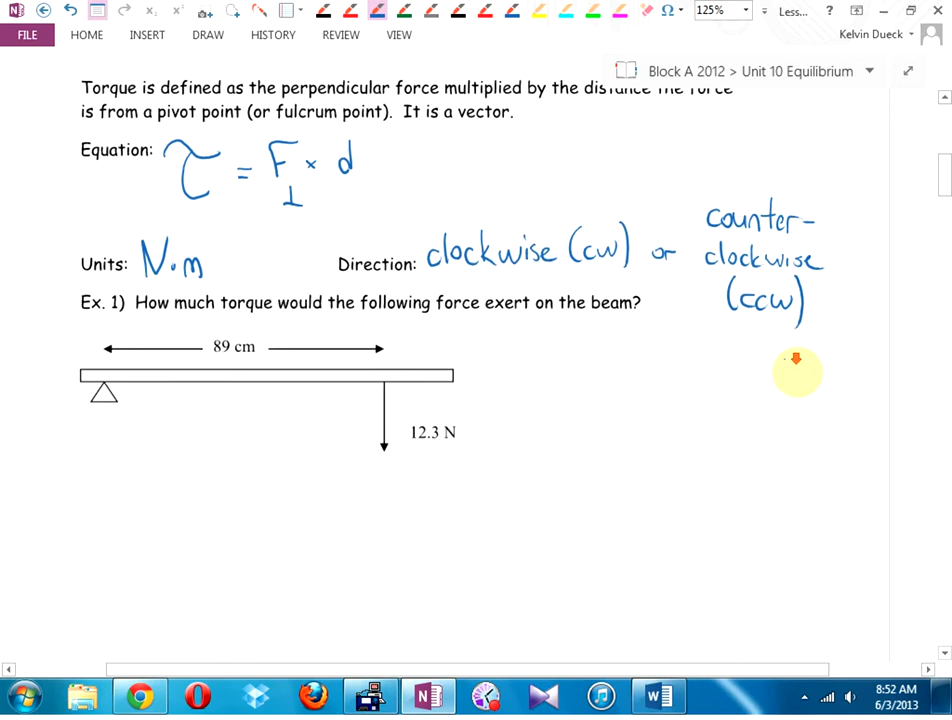 125%
Less...
?
FILE
HOME
INSERT
DRAW
HISTORY
REVIEW
VIEW
Kelvin Dueck
Block A 2012 > Unit 10 Equilibrium
Torque is defined as the perpendicular force multiplied by the distance the force
is from a pivot point (or fulcrum point). It is a vector.
Equation: τ = F⊥ × d
Units: N·m Direction: clockwise (cw) or counter-
clockwise
(ccw)
Ex. 1) How much torque would the following force exert on the beam?
89 cm
12.3 N
8:52 AM
6/3/2013